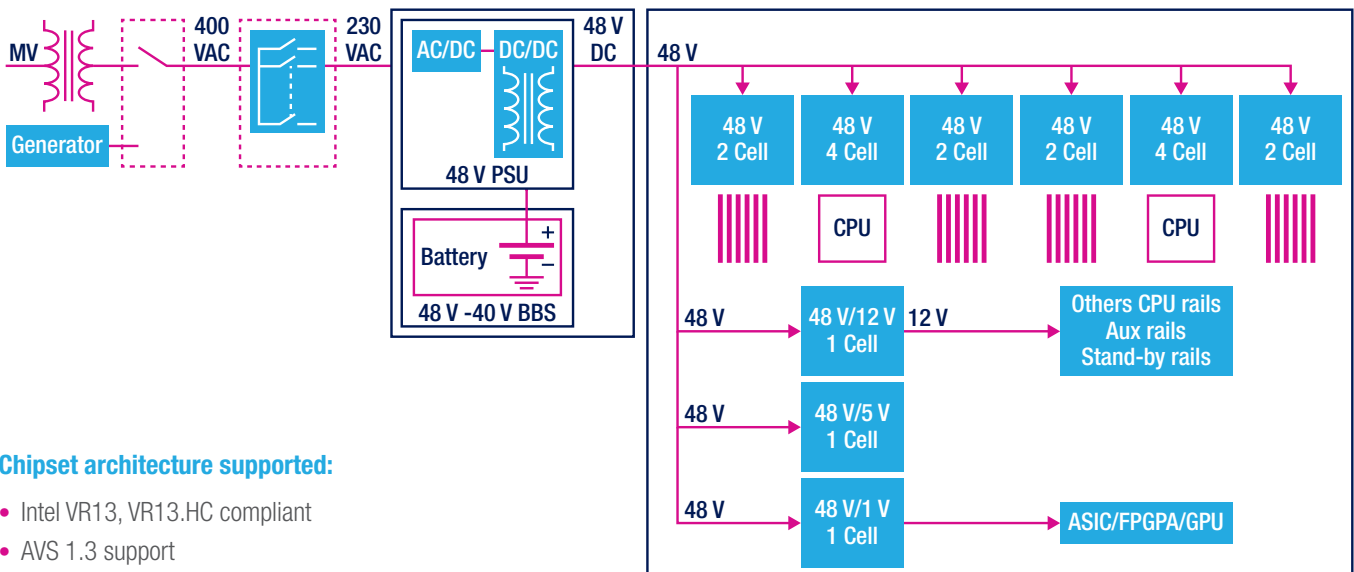 MV
Generator
400
VAC
230
VAC
AC/DC
DC/DC
48 V PSU
Battery
+
−
48 V -40 V BBS
48 V
DC
48 V
48 V
2 Cell
48 V
4 Cell
48 V
2 Cell
48 V
2 Cell
48 V
4 Cell
48 V
2 Cell
CPU
CPU
48 V
48 V/12 V
1 Cell
12 V
Others CPU rails
Aux rails
Stand-by rails
48 V
48 V/5 V
1 Cell
48 V
48 V/1 V
1 Cell
ASIC/FPGPA/GPU
Chipset architecture supported:
• Intel VR13, VR13.HC compliant
• AVS 1.3 support